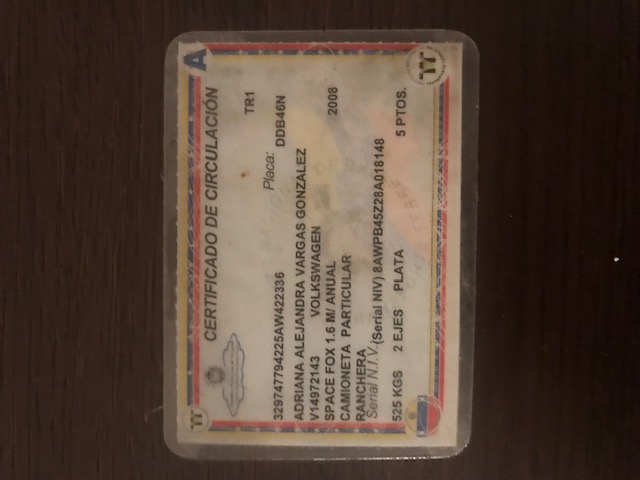 A
CERTIFICADO DE CIRCULACIÓN
TR1
Placa:
329747794225AW422336 DDB46N
ADRIANA ALEJANDRA VARGAS GONZALEZ
V14972143 VOLKSWAGEN
SPACE FOX 1.6 M/ ANUAL 2008
CAMIONETA PARTICULAR
RANCHERA
Serial N.I.V. (Serial NIV) 8AWPB45Z28A018148
525 KGS 2 EJES PLATA 5 PTOS.